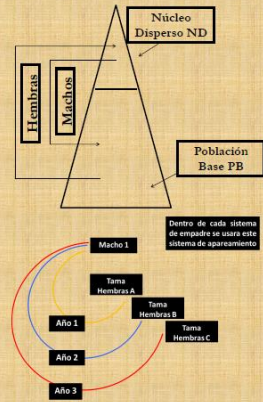 Núcleo
Disperso ND
Hembras
Machos
Población
Base PB
Dentro de cada sistema
de empadre se usara este
sistema de apareamiento
Macho 1
Tama
Hembras A
Tama
Hembras B
Tama
Hembras C
Año 1
Año 2
Año 3